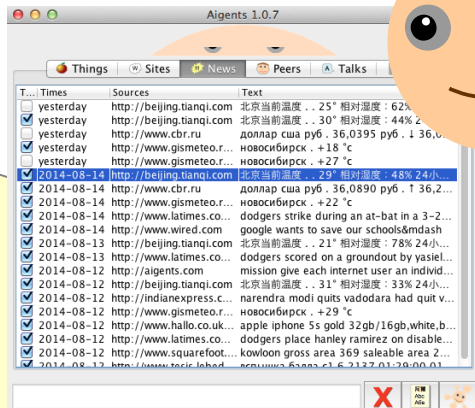 Aigents 1.0.7
Things Sites News Peers Talks
T... Times Sources Text
yesterday http://beijing.tianqi.com 北京当前温度 . . 25° 相对湿度：62%
yesterday http://beijing.tianqi.com 北京当前温度 . . 30° 相对湿度：44% 2
yesterday http://www.cbr.ru доллар сша руб . 36,0395 руб . ↓ 36,0
yesterday http://www.gismeteo.r... новосибирск . +18 °c
yesterday http://www.gismeteo.r... новосибирск . +27 °c
2014-08-14 http://beijing.tianqi.com 北京当前温度 . . 29° 相对湿度：48% 24小...
2014-08-14 http://www.cbr.ru доллар сша руб . 36,0890 руб . ↑ 36,2...
2014-08-14 http://www.gismeteo.r... новосибирск . +22 °c
2014-08-14 http://www.latimes.co... dodgers strike during an at-bat in a 3-2...
2014-08-14 http://www.wired.com google wants to save our schools&mdash
2014-08-13 http://beijing.tianqi.com 北京当前温度 . . 21° 相对湿度：78% 24小...
2014-08-13 http://www.latimes.co... dodgers scored on a groundout by yasiel...
2014-08-12 http://aigents.com mission give each internet user an individ...
2014-08-12 http://beijing.tianqi.com 北京当前温度 . . 31° 相对湿度：33% 24小...
2014-08-12 http://indianexpress.c... narendra modi quits vadodara had quit v...
2014-08-12 http://www.gismeteo.r... новосибирск . +29 °c
2014-08-12 http://www.hallo.co.uk... apple iphone 5s gold 32gb/16gb,white,b...
2014-08-12 http://www.latimes.co... dodgers place hanley ramirez on disable...
2014-08-12 http://www.squarefoot.... kowloon gross area 369 saleable area 2...
2014-08-12
X
Abc